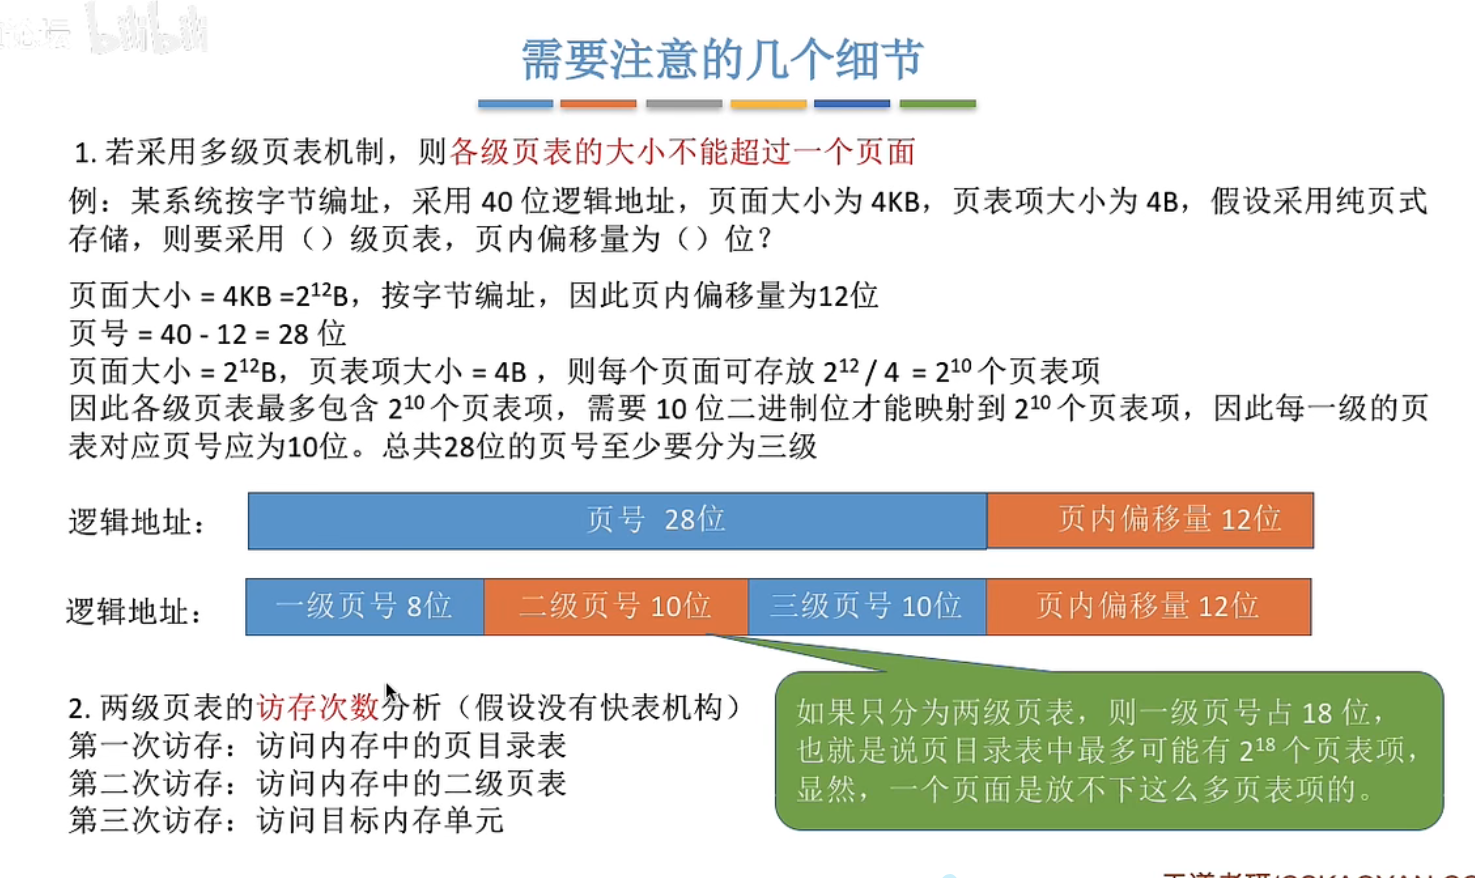 论坛 bilibili
需要注意的几个细节
1. 若采用多级页表机制，则各级页表的大小不能超过一个页面
例：某系统按字节编址，采用 40 位逻辑地址，页面大小为 4KB，页表项大小为 4B，假设采用纯页式
存储，则要采用（）级页表，页内偏移量为（）位？
页面大小 = 4KB =2¹²B，按字节编址，因此页内偏移量为12位
页号 = 40 - 12 = 28 位
页面大小 = 2¹²B，页表项大小 = 4B ，则每个页面可存放 2¹² / 4 = 2¹⁰ 个页表项
因此各级页表最多包含 2¹⁰ 个页表项，需要 10 位二进制位才能映射到 2¹⁰ 个页表项，因此每一级的页
表对应页号应为10位。总共28位的页号至少要分为三级
逻辑地址： 页号 28位 页内偏移量 12位
逻辑地址： 一级页号 8位 二级页号 10位 三级页号 10位 页内偏移量 12位
2. 两级页表的访存次数分析（假设没有快表机构）
第一次访存：访问内存中的页目录表
第二次访存：访问内存中的二级页表
第三次访存：访问目标内存单元
如果只分为两级页表，则一级页号占 18 位，
也就是说页目录表中最多可能有 2¹⁸ 个页表项，
显然，一个页面是放不下这么多页表项的。